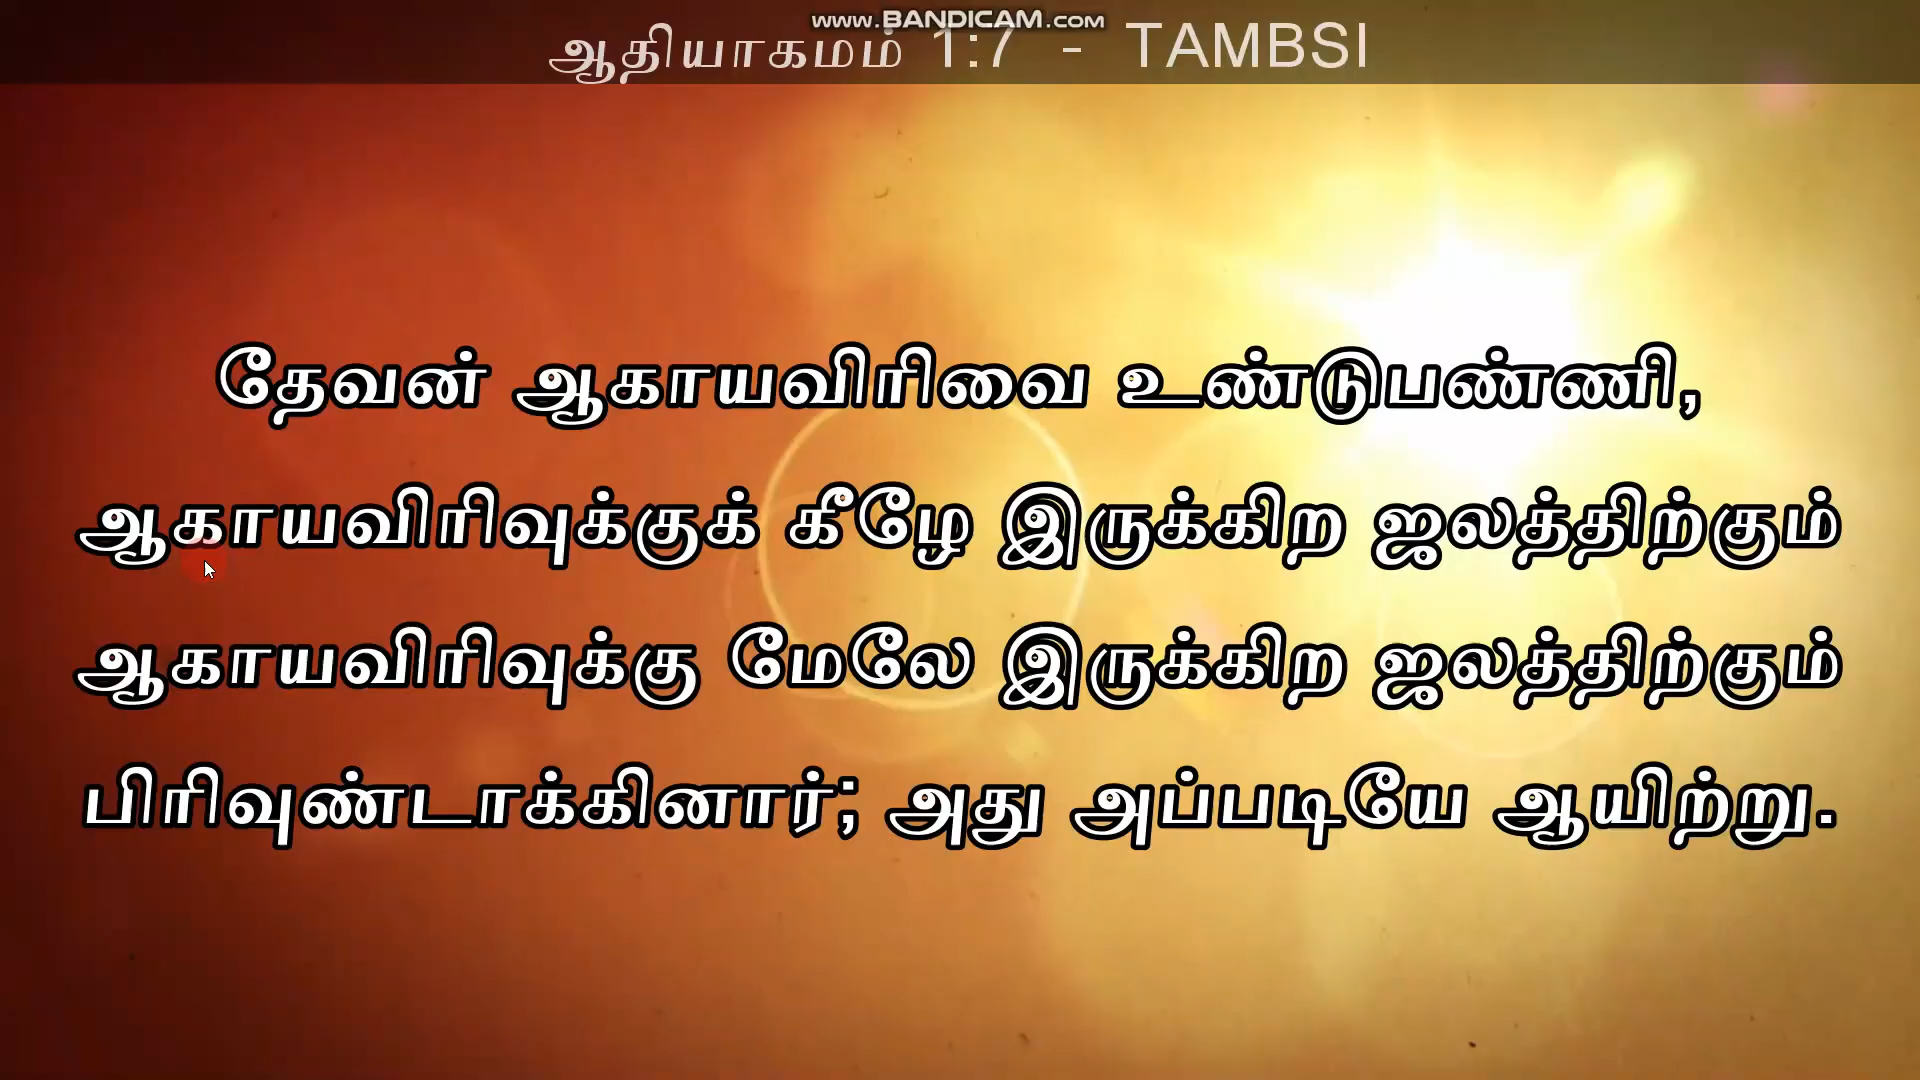 www.BANDICAM.com
ஆதியாகமம் 1:7 - TAMBSI
தேவன் ஆகாயவிரிவை உண்டுபண்ணி,
ஆகாயவிரிவுக்குக் கீழே இருக்கிற ஜலத்திற்கும்
ஆகாயவிரிவுக்கு மேலே இருக்கிற ஜலத்திற்கும்
பிரிவுண்டாக்கினார்; அது அப்படியே ஆயிற்று.